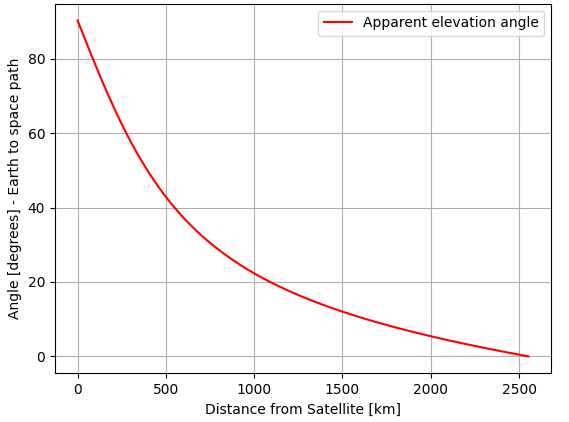 Apparent elevation angle
Angle [degrees] - Earth to space path
80
60
40
20
0
0 500 1000 1500 2000 2500
Distance from Satellite [km]